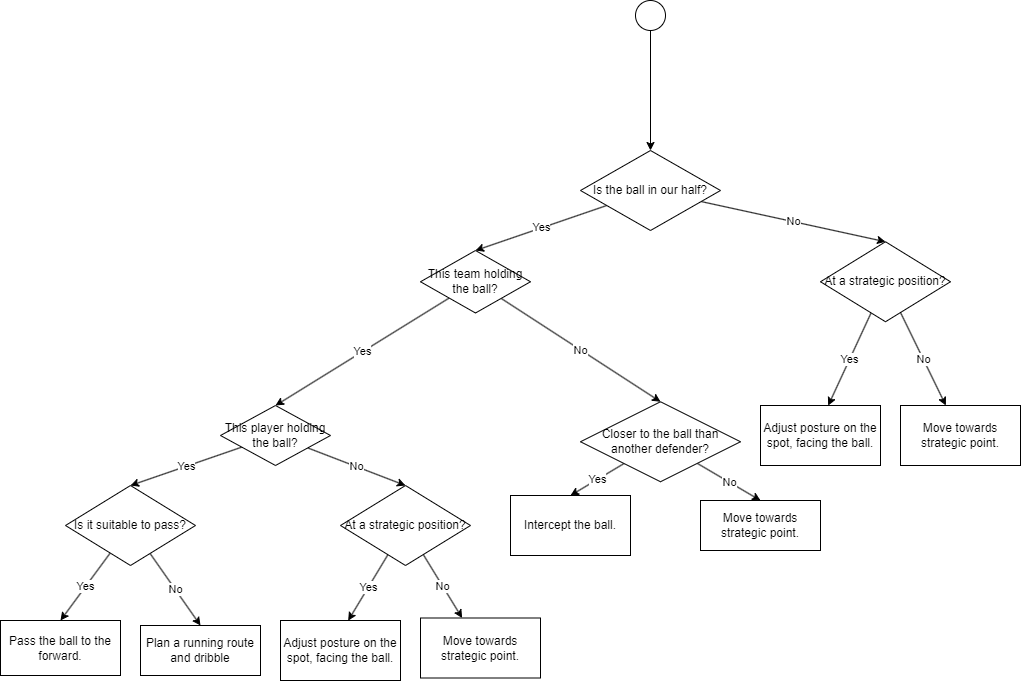 Is the ball in our half?
Yes
No
This team holding
the ball?
At a strategic position?
Yes
No
Yes
No
This player holding
the ball?
Closer to the ball than
another defender?
Adjust posture on the
spot, facing the ball.
Move towards
strategic point.
Yes
No
Yes
No
Is it suitable to pass?
At a strategic position?
Intercept the ball.
Move towards
strategic point.
Yes
No
Yes
No
Pass the ball to the
forward.
Plan a running route
and dribble
Adjust posture on the
spot, facing the ball.
Move towards
strategic point.